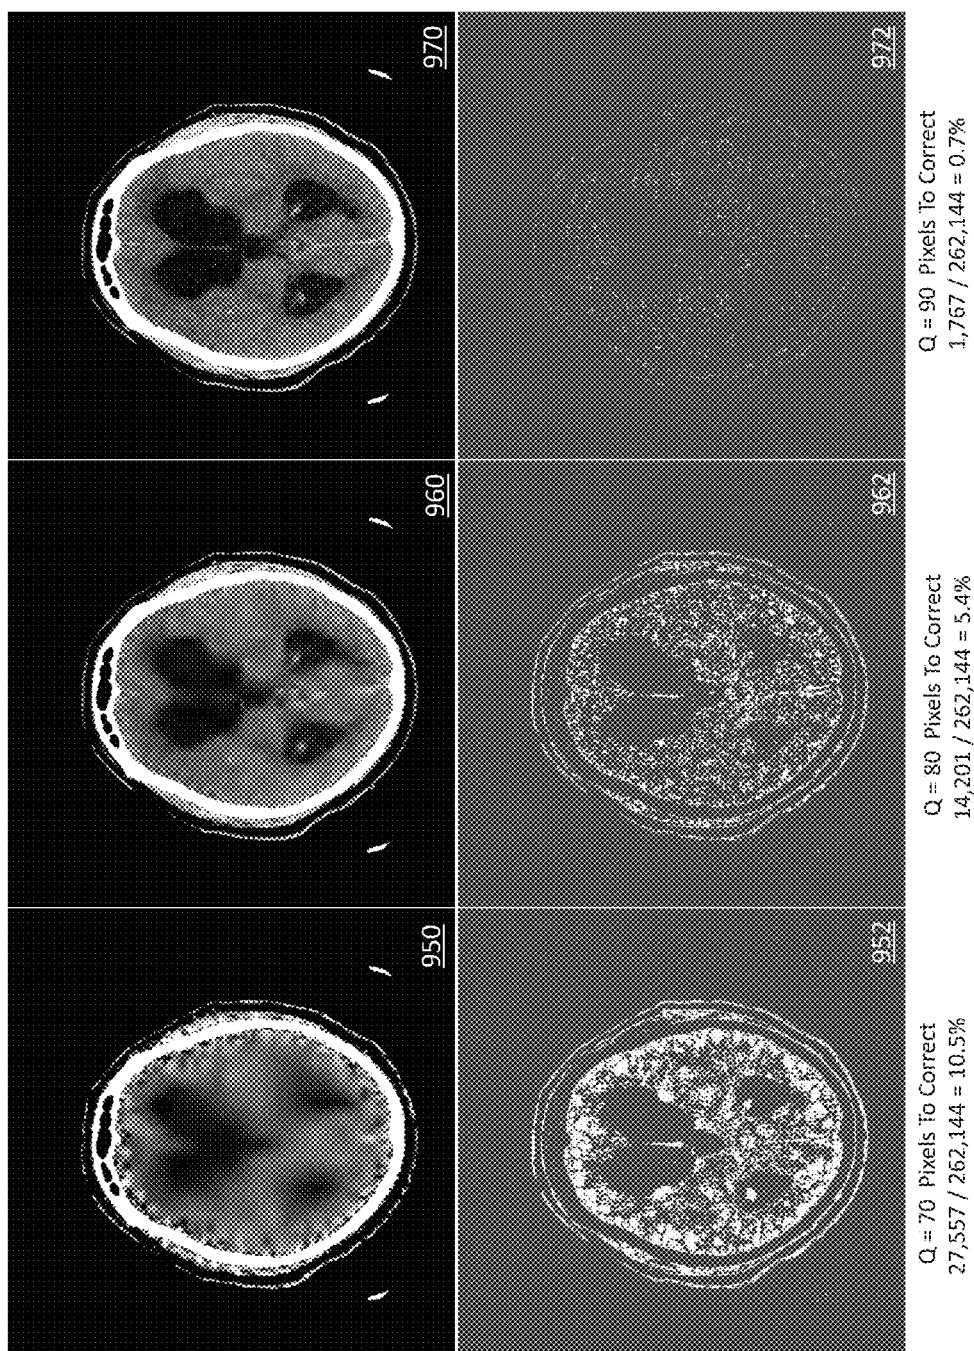 950
960
970
952
962
972
Q = 70 Pixels To Correct
27,557 / 262,144 = 10.5%
Q = 80 Pixels To Correct
14,201 / 262,144 = 5.4%
Q = 90 Pixels To Correct
1,767 / 262,144 = 0.7%